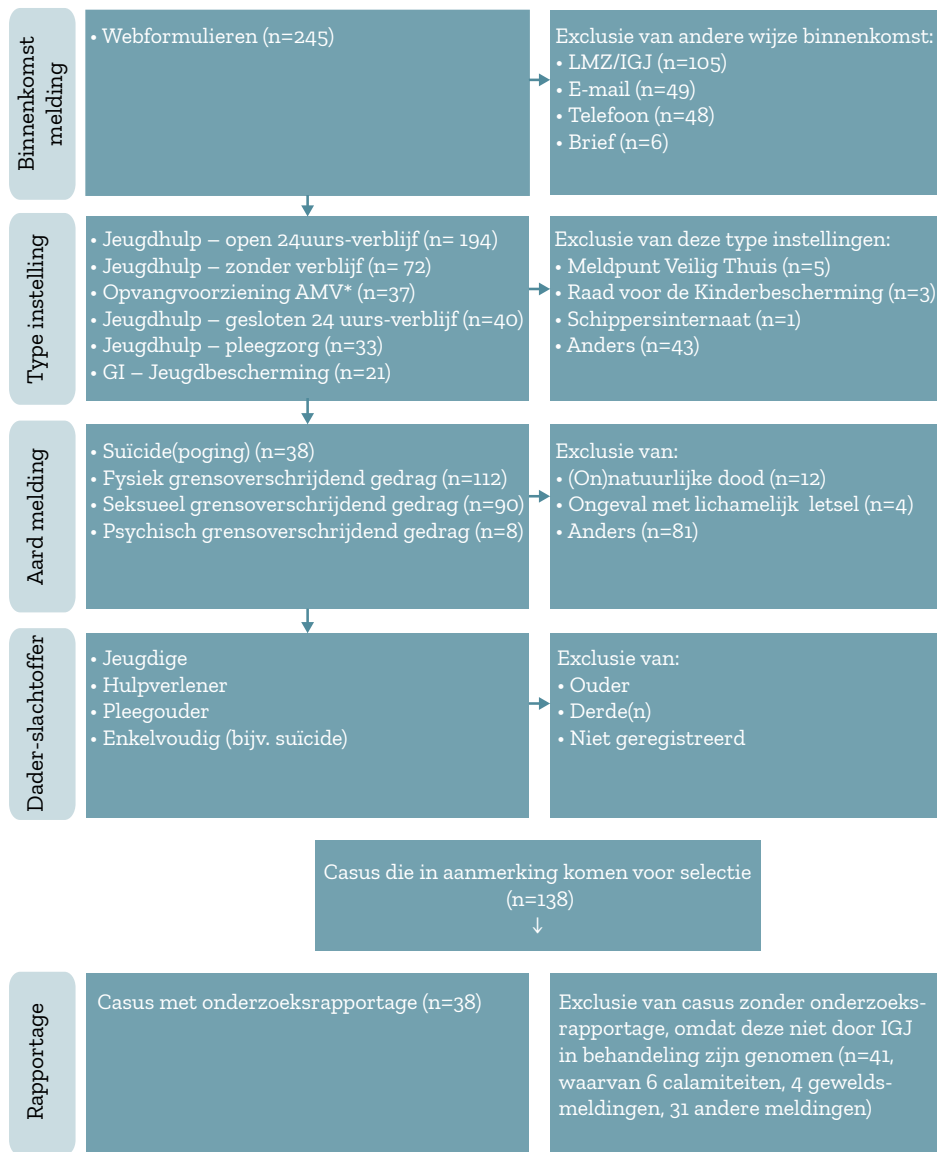 Binnenkomst
melding
• Webformulieren (n=245)
Exclusie van andere wijze binnenkomst:
• LMZ/IGJ (n=105)
• E-mail (n=49)
• Telefoon (n=48)
• Brief (n=6)
Type instelling
• Jeugdhulp – open 24uurs-verblijf (n= 194)
• Jeugdhulp – zonder verblijf (n= 72)
• Opvangvoorziening AMV* (n=37)
• Jeugdhulp – gesloten 24 uurs-verblijf (n=40)
• Jeugdhulp – pleegzorg (n=33)
• GI – Jeugdbescherming (n=21)
Exclusie van deze type instellingen:
• Meldpunt Veilig Thuis (n=5)
• Raad voor de Kinderbescherming (n=3)
• Schippersinternaat (n=1)
• Anders (n=43)
Aard melding
• Suïcide(poging) (n=38)
• Fysiek grensoverschrijdend gedrag (n=112)
• Seksueel grensoverschrijdend gedrag (n=90)
• Psychisch grensoverschrijdend gedrag (n=8)
Exclusie van:
• (On)natuurlijke dood (n=12)
• Ongeval met lichamelijk letsel (n=4)
• Anders (n=81)
Dader-slachtoffer
• Jeugdige
• Hulpverlener
• Pleegouder
• Enkelvoudig (bijv. suïcide)
Exclusie van:
• Ouder
• Derde(n)
• Niet geregistreerd
Casus die in aanmerking komen voor selectie
(n=138)
↓
Rapportage
Casus met onderzoeksrapportage (n=38)
Exclusie van casus zonder onderzoeks-
rapportage, omdat deze niet door IGJ
in behandeling zijn genomen (n=41,
waarvan 6 calamiteiten, 4 gewelds-
meldingen, 31 andere meldingen)